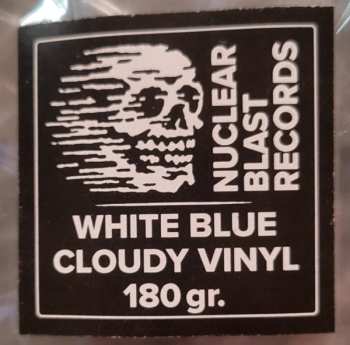 NUCLEAR
BLAST
RECORDS
WHITE BLUE
CLOUDY VINYL
180 gr.